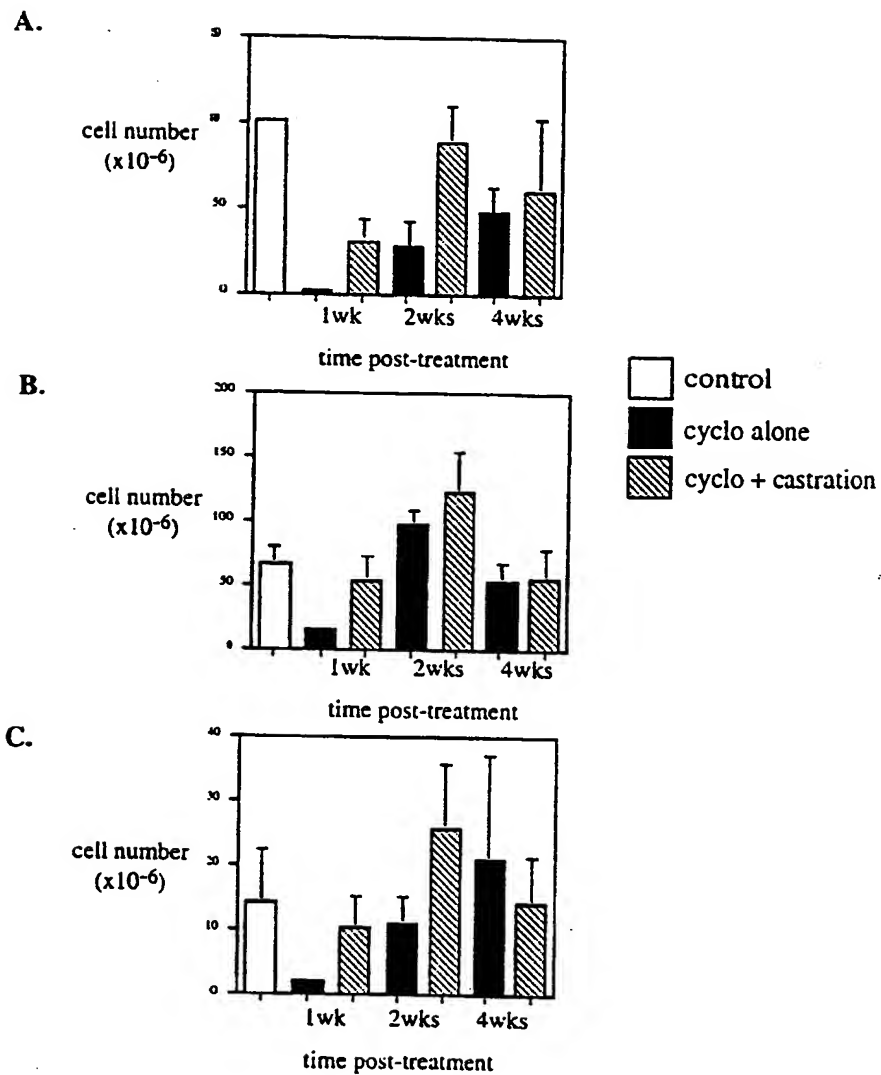 A.
cell number
(x10⁻⁶)
50
0
1wk 2wks 4wks
time post-treatment
B.
200
150
cell number
(x10⁻⁶)
100
50
0
1wk 2wks 4wks
time post-treatment
control
cyclo alone
cyclo + castration
C.
40
30
cell number
(x10⁻⁶)
20
10
0
1wk 2wks 4wks
time post-treatment